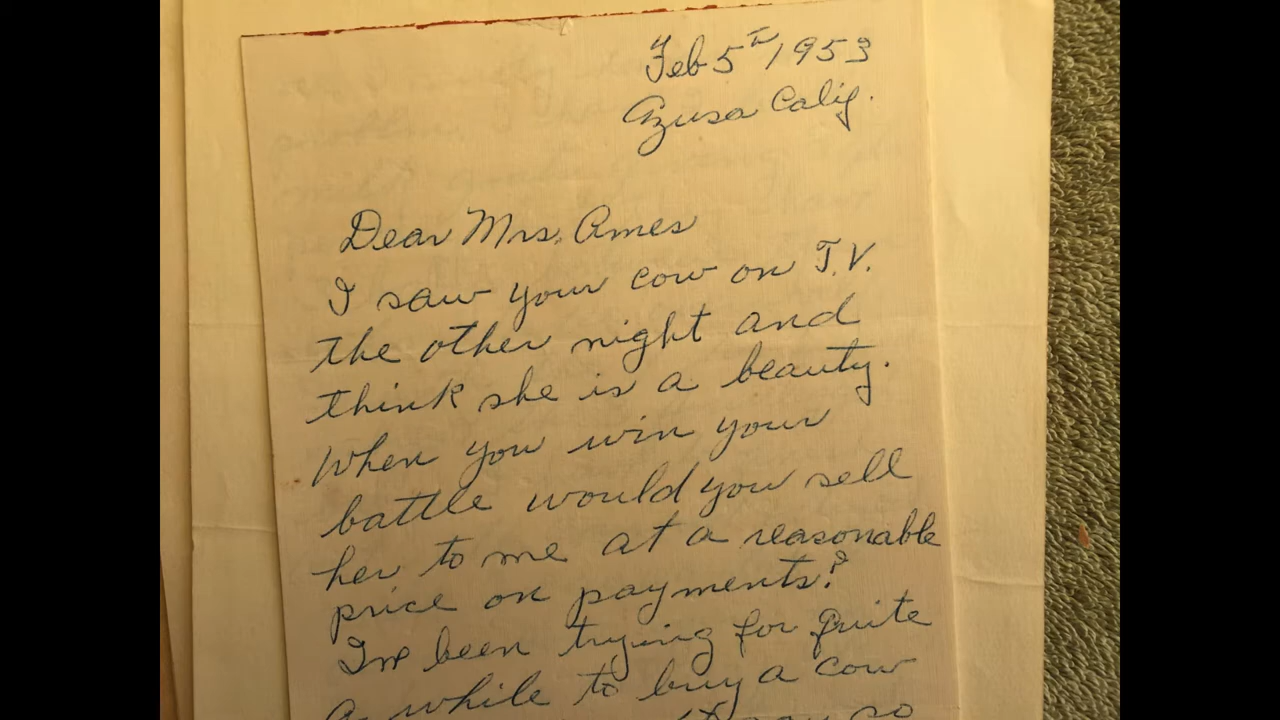 Feb 5th 1953
Azusa Calif.
Dear Mrs. Ames
I saw your cow on T.V.
the other night and
think she is a beauty.
When you win your
battle would you sell
her to me at a reasonable
price on payments?
I've been trying for quite
a while to buy a cow
so